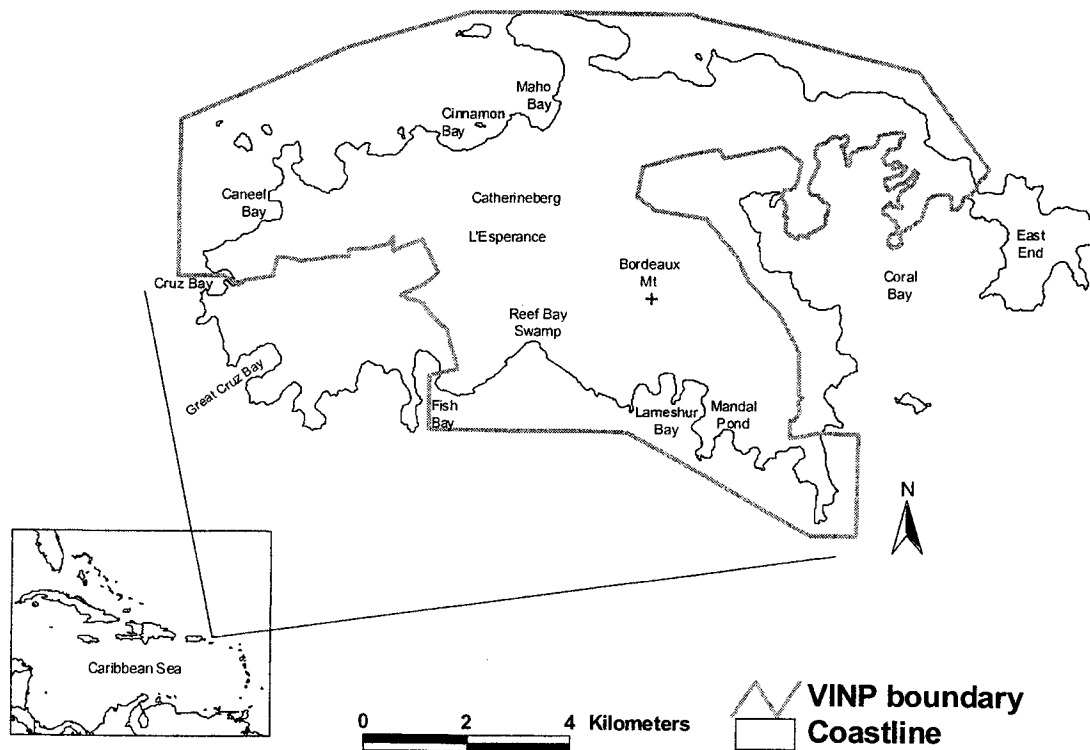 Maho
Bay
Cinnamon
Bay
Caneel
Bay
Catherineberg
L'Esperance
East
End
Bordeaux
Mt
Coral
Bay
Cruz Bay
Reef Bay
Swamp
Great Cruz Bay
Fish
Bay
Lameshur
Bay
Mandal
Pond
N
Caribbean Sea
0 2 4 Kilometers
VINP boundary
Coastline